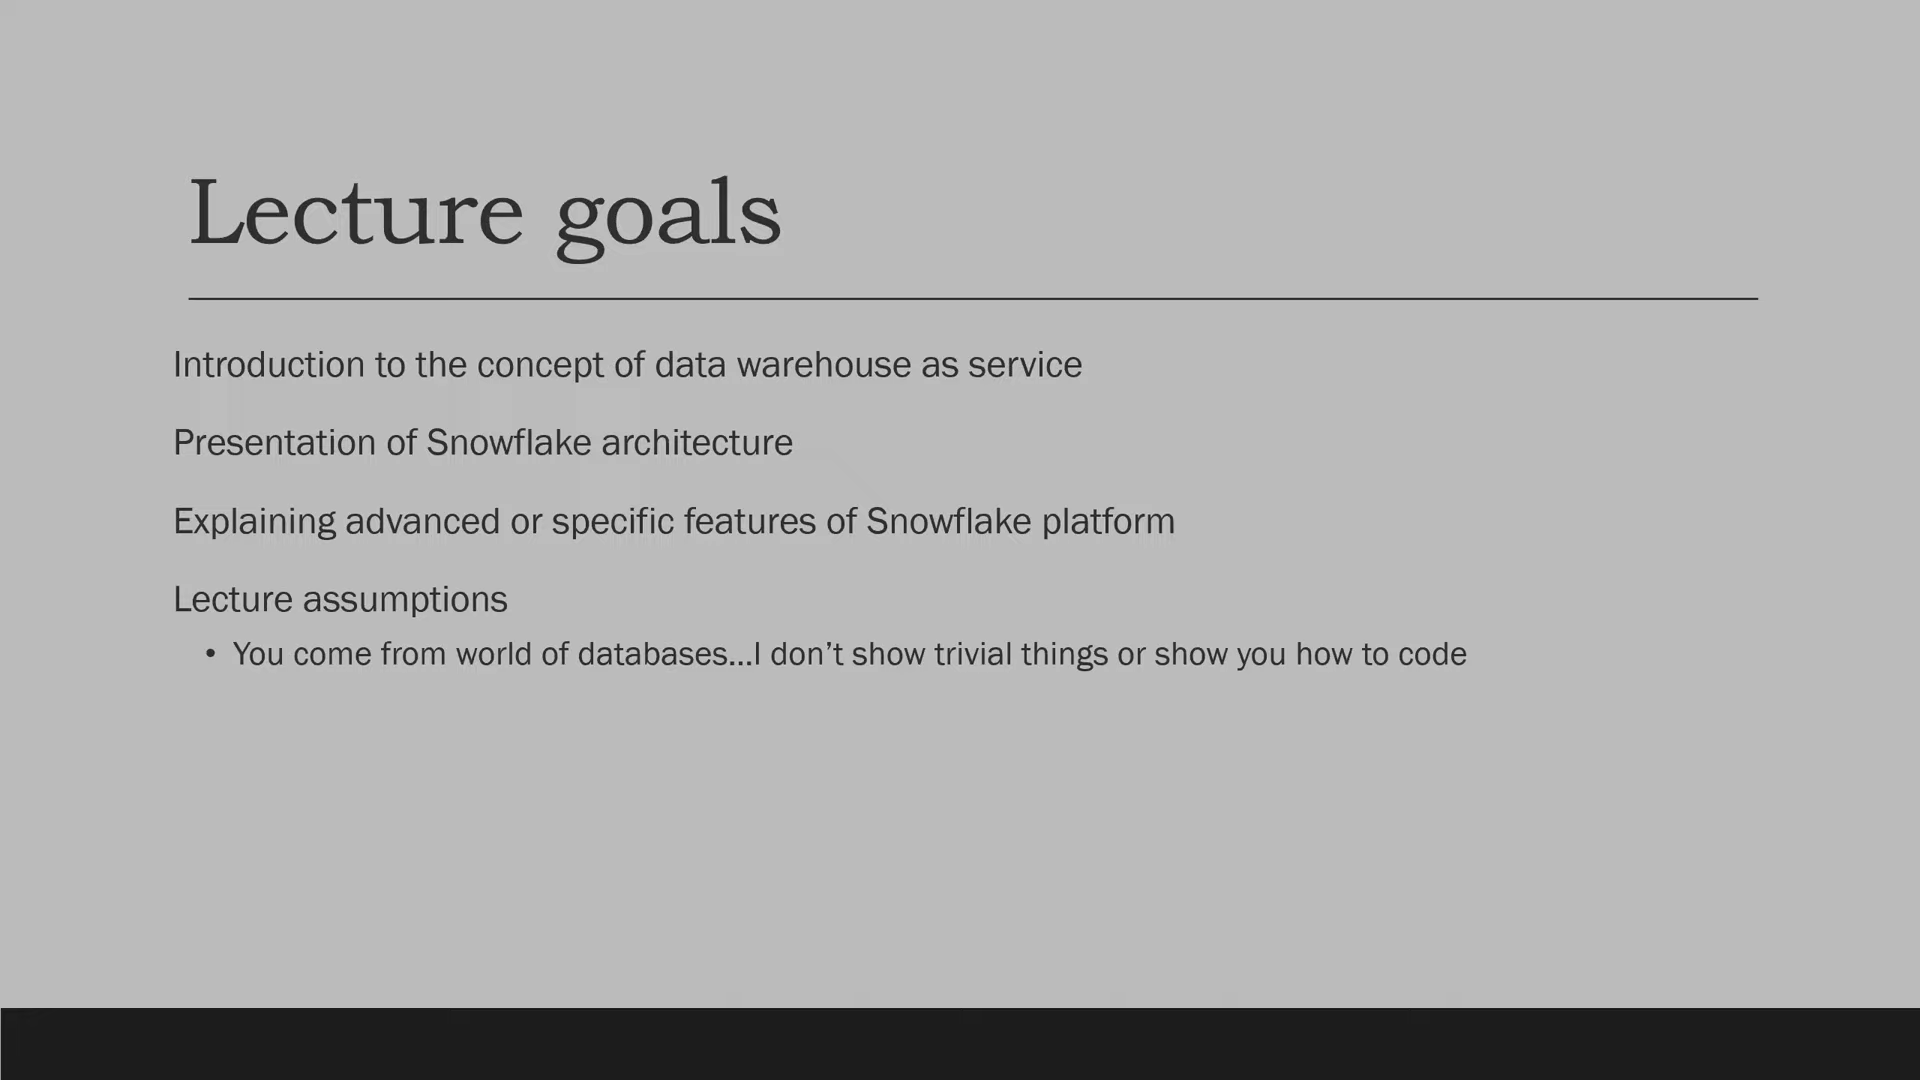 Lecture goals
Introduction to the concept of data warehouse as service
Presentation of Snowflake architecture
Explaining advanced or specific features of Snowflake platform
Lecture assumptions
• You come from world of databases...I don’t show trivial things or show you how to code